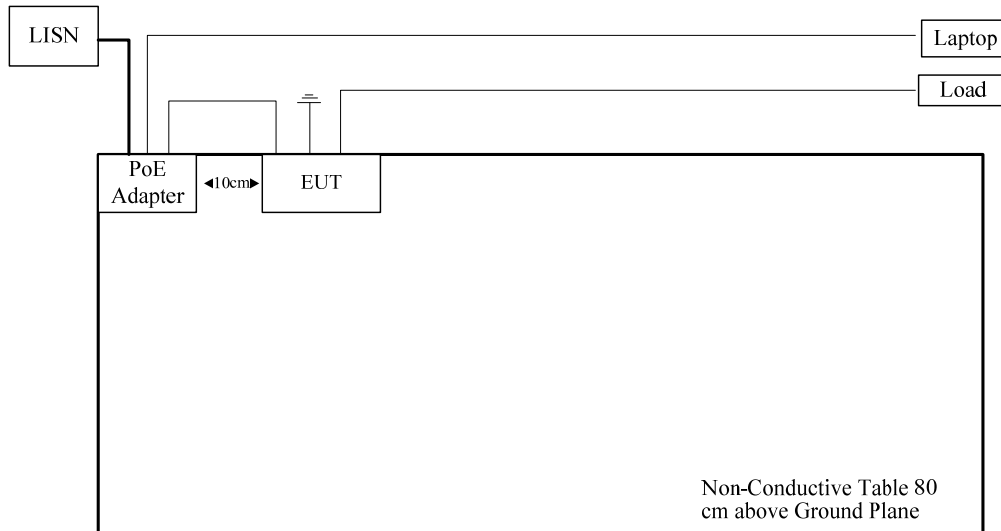 LISN
Laptop
Load
PoE
Adapter
10cm
EUT
Non-Conductive Table 80
cm above Ground Plane